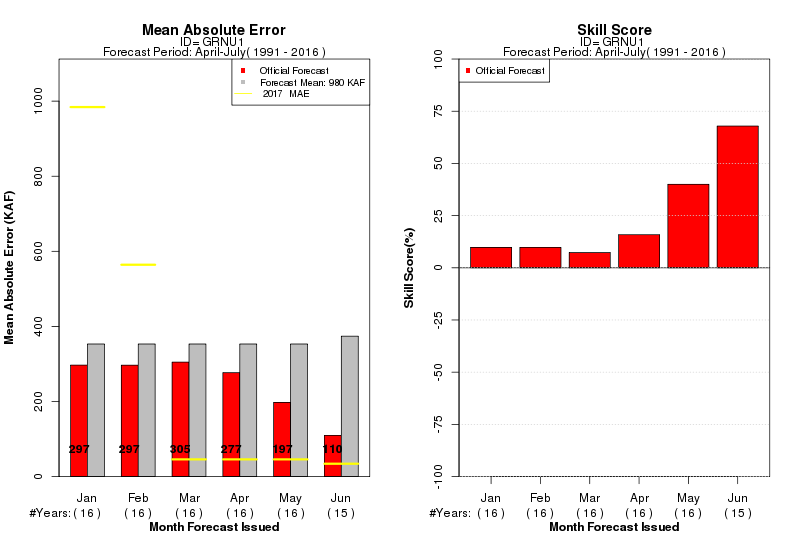 Mean Absolute Error
ID= GRNU1
Forecast Period: April-July( 1991 - 2016 )
Official Forecast
Forecast Mean: 980 KAF
2017 MAE
Mean Absolute Error (KAF)
1000
800
600
400
200
0
297 297 305 277 197 110
Jan Feb Mar Apr May Jun
#Years: ( 16 ) ( 16 ) ( 16 ) ( 16 ) ( 16 ) ( 15 )
Month Forecast Issued
Skill Score
ID= GRNU1
Forecast Period: April-July( 1991 - 2016 )
Official Forecast
Skill Score(%)
100
75
50
25
0
-25
-50
-75
-100
Jan Feb Mar Apr May Jun
#Years: ( 16 ) ( 16 ) ( 16 ) ( 16 ) ( 16 ) ( 15 )
Month Forecast Issued